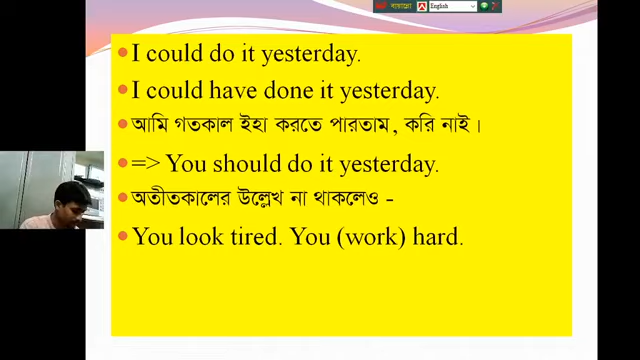 বায়ান্নো English
I could do it yesterday.
I could have done it yesterday.
আমি গতকাল ইহা করতে পারতাম, করি নাই।
=> You should do it yesterday.
অতীতকালের উল্লেখ না থাকলেও -
You look tired. You (work) hard.